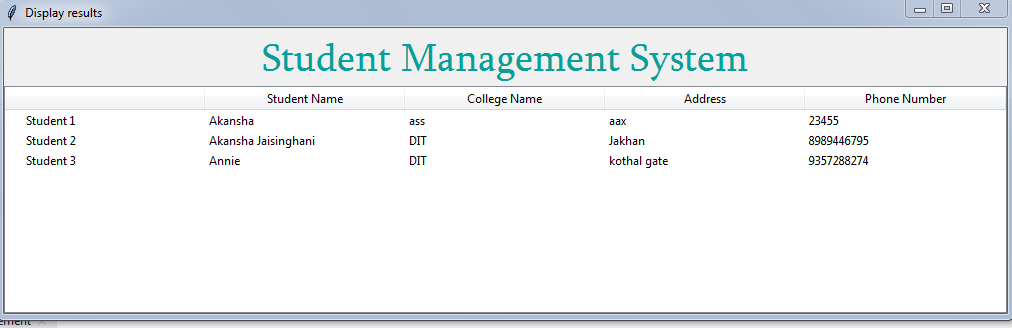 Display results
Student Management System
Student Name College Name Address Phone Number
Student 1 Akansha ass aax 23455
Student 2 Akansha Jaisinghani DIT Jakhan 8989446795
Student 3 Annie DIT kothal gate 9357288274